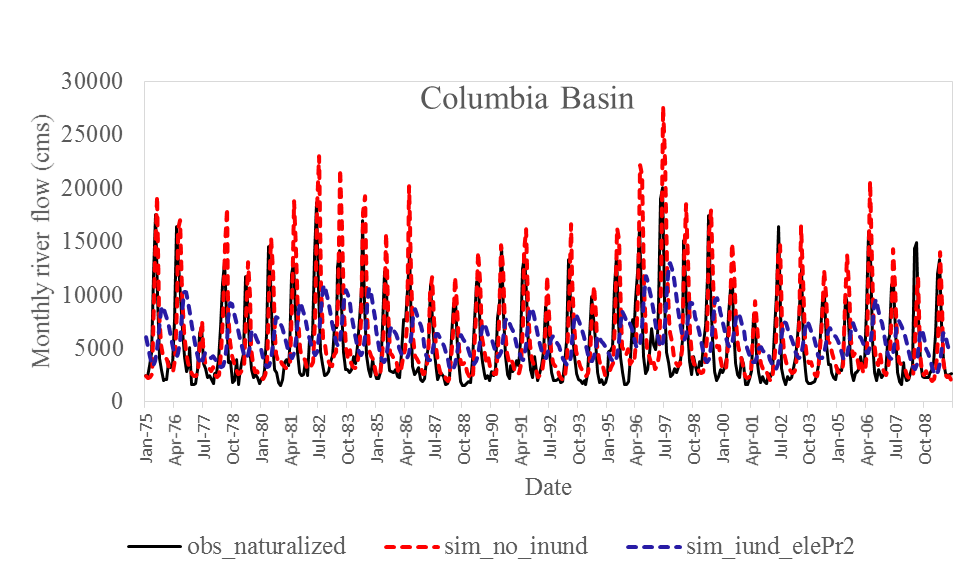 Columbia Basin
Monthly river flow (cms)
30000
25000
20000
15000
10000
5000
0
Jan-75
Apr-76
Jul-77
Oct-78
Jan-80
Apr-81
Jul-82
Oct-83
Jan-85
Apr-86
Jul-87
Oct-88
Jan-90
Apr-91
Jul-92
Oct-93
Jan-95
Apr-96
Jul-97
Oct-98
Jan-00
Apr-01
Jul-02
Oct-03
Jan-05
Apr-06
Jul-07
Oct-08
Date
obs_naturalized
sim_no_inund
sim_iund_elePr2